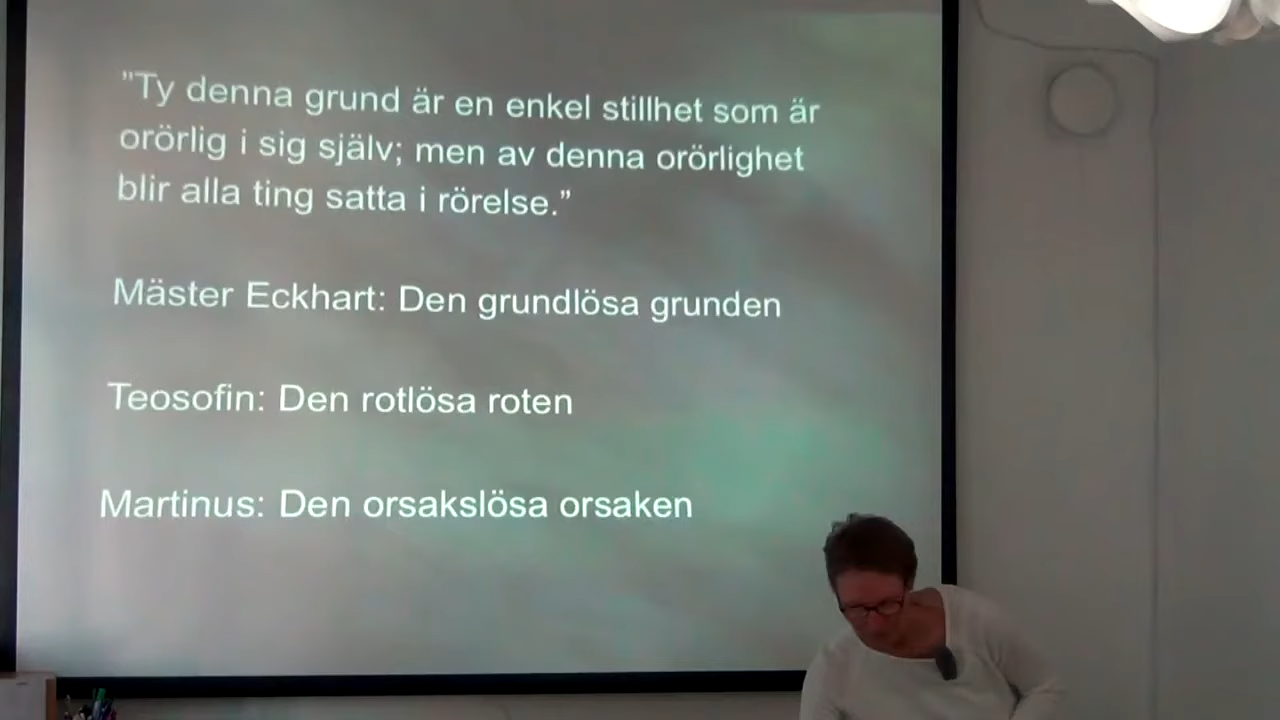 "Ty denna grund är en enkel stillhet som är
orörlig i sig själv; men av denna orörlighet
blir alla ting satta i rörelse.”
Mäster Eckhart: Den grundlösa grunden
Teosofin: Den rotlösa roten
Martinus: Den orsakslösa orsaken